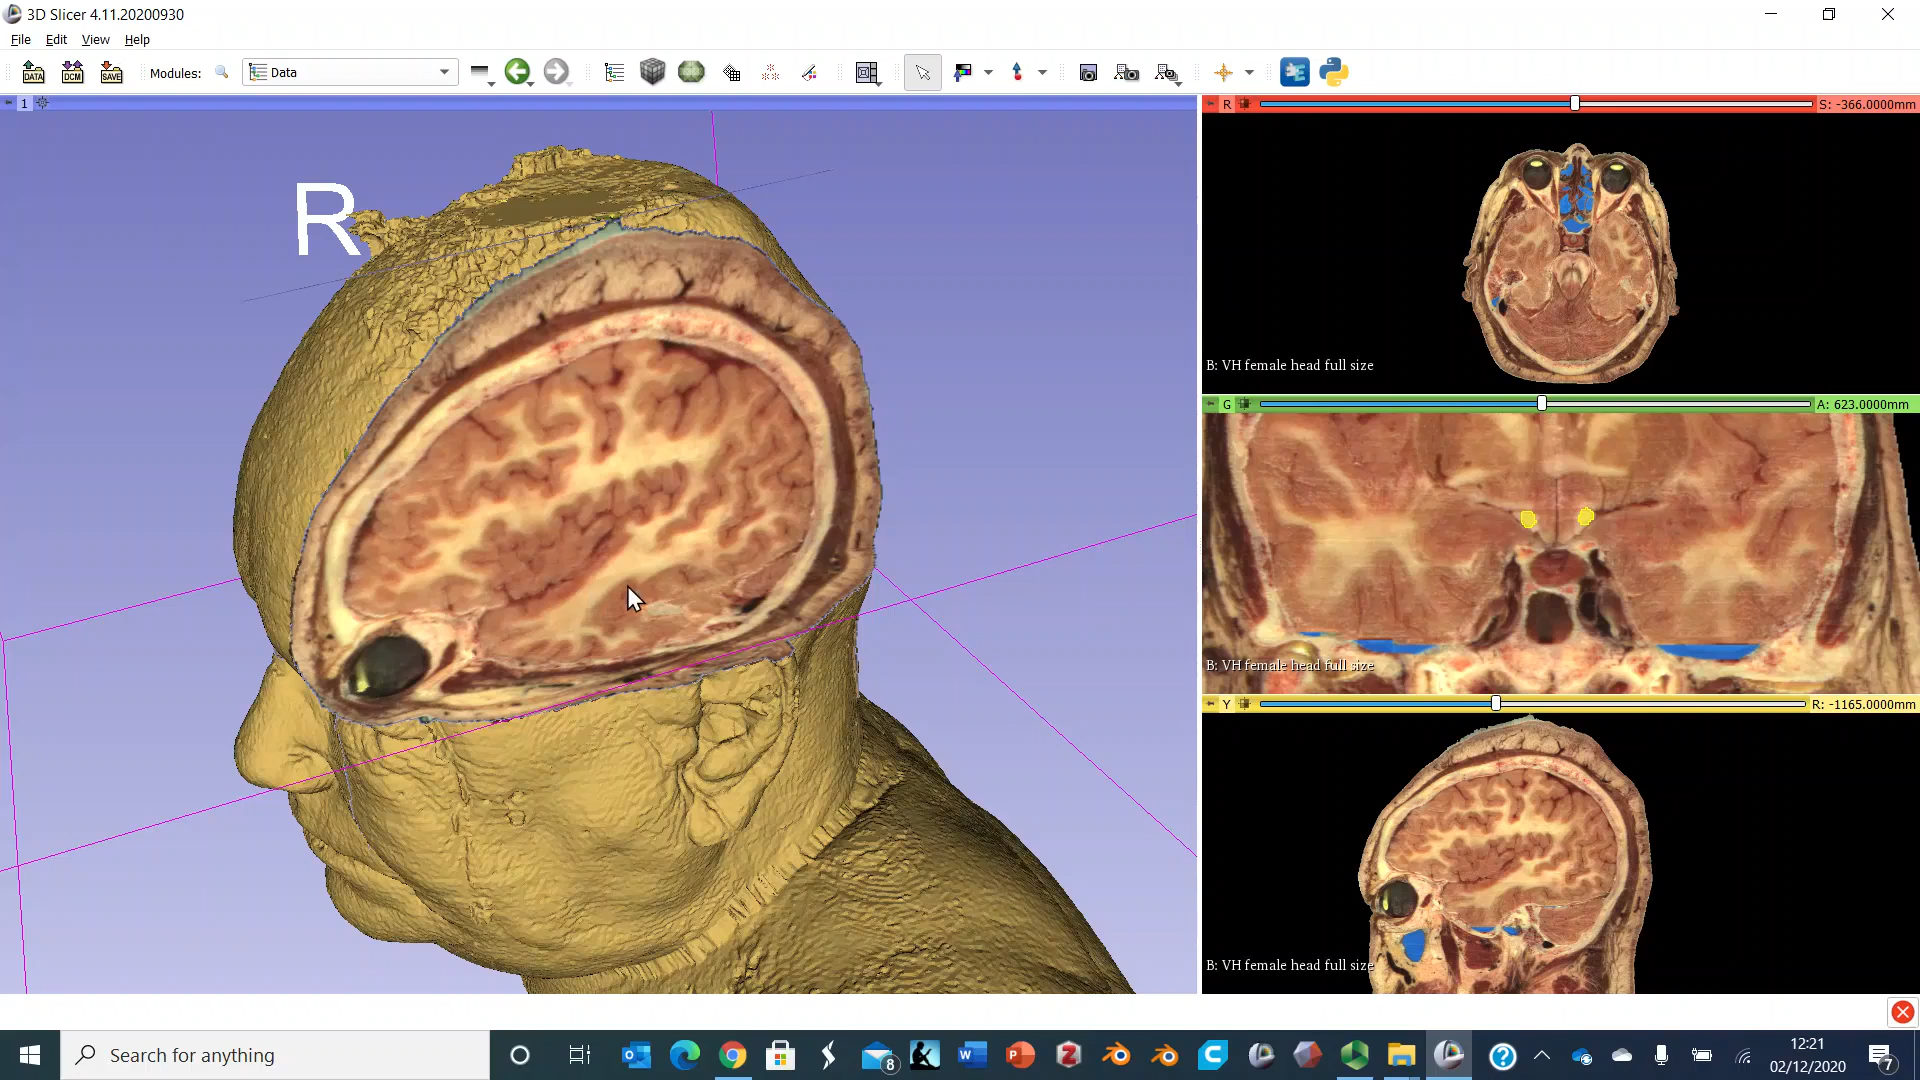 3D Slicer 4.11.20200930
File Edit View Help
DATA DCM SAVE Modules: Data
1
R S: -366.0000mm
R
B: VH female head full size
G A: 623.0000mm
B: VH female head full size
Y R: -1165.0000mm
B: VH female head full size
Search for anything
8
12:21
02/12/2020
7